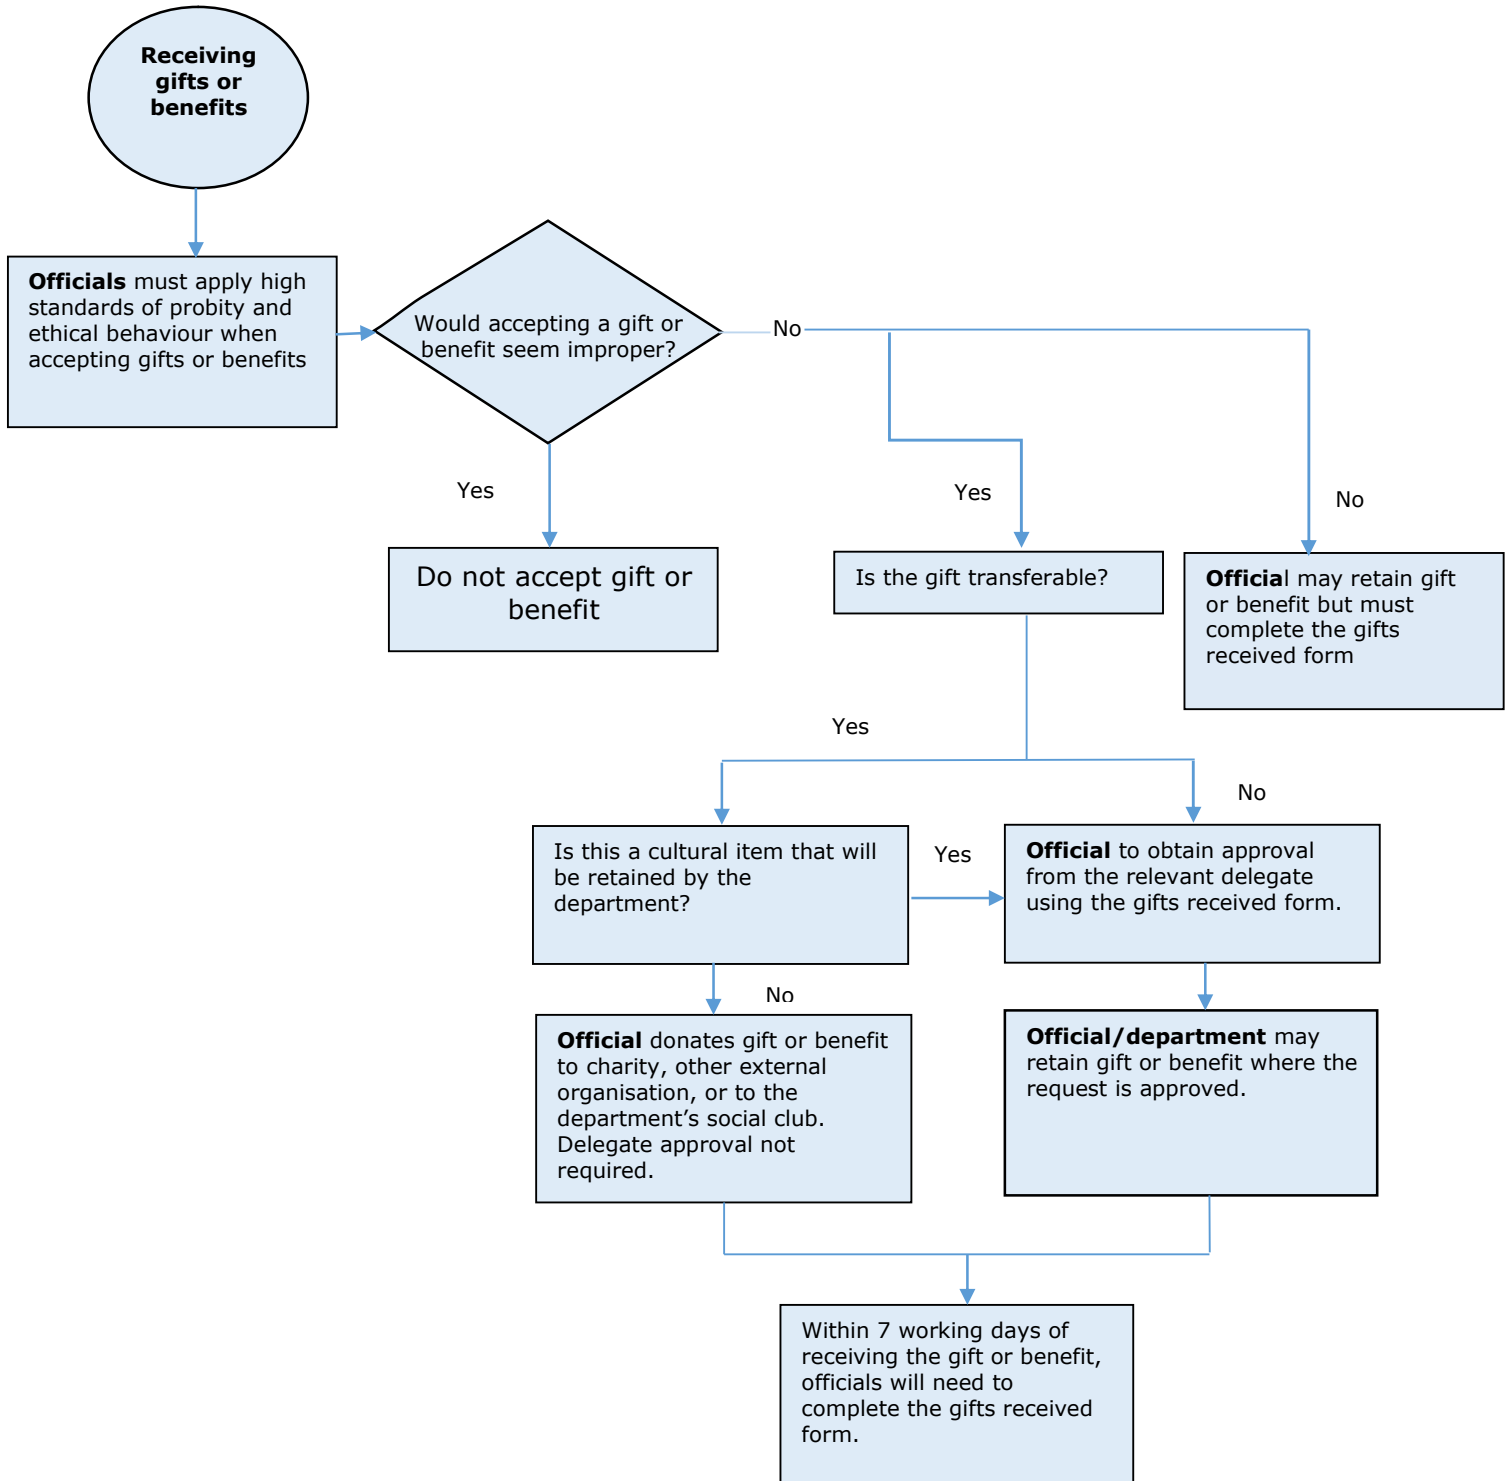 Receiving
gifts or
benefits
Officials must apply high
standards of probity and
ethical behaviour when
accepting gifts or benefits
Would accepting a gift or
benefit seem improper?
No
Yes
Yes
No
Do not accept gift or
benefit
Is the gift transferable?
Official may retain gift
or benefit but must
complete the gifts
received form
Yes
No
Is this a cultural item that will
be retained by the
department?
Yes
Official to obtain approval
from the relevant delegate
using the gifts received form.
No
Official donates gift or benefit
to charity, other external
organisation, or to the
department’s social club.
Delegate approval not
required.
Official/department may
retain gift or benefit where the
request is approved.
Within 7 working days of
receiving the gift or benefit,
officials will need to
complete the gifts received
form.